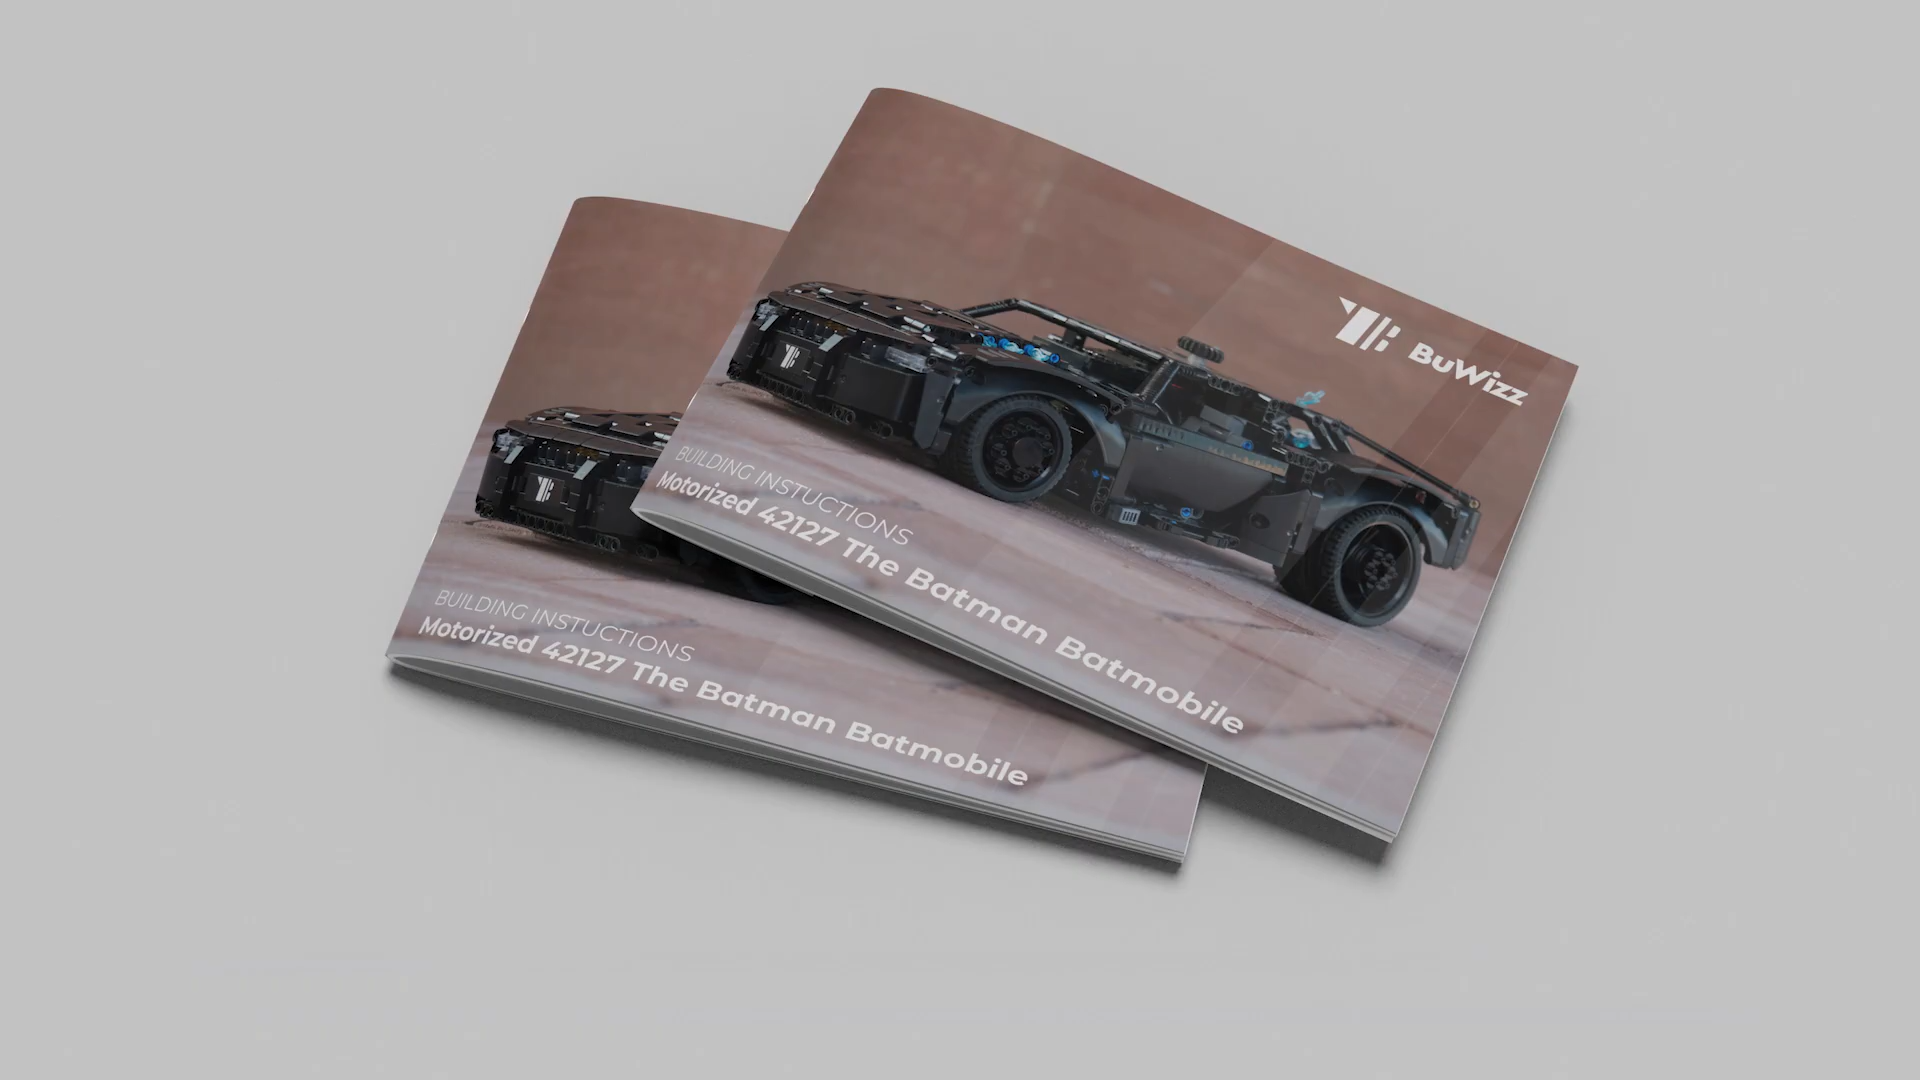 BuWizz
BUILDING INSTUCTIONS
Motorized 42127 The Batman Batmobile
BUILDING INSTUCTIONS
Motorized 42127 The Batman Batmobile